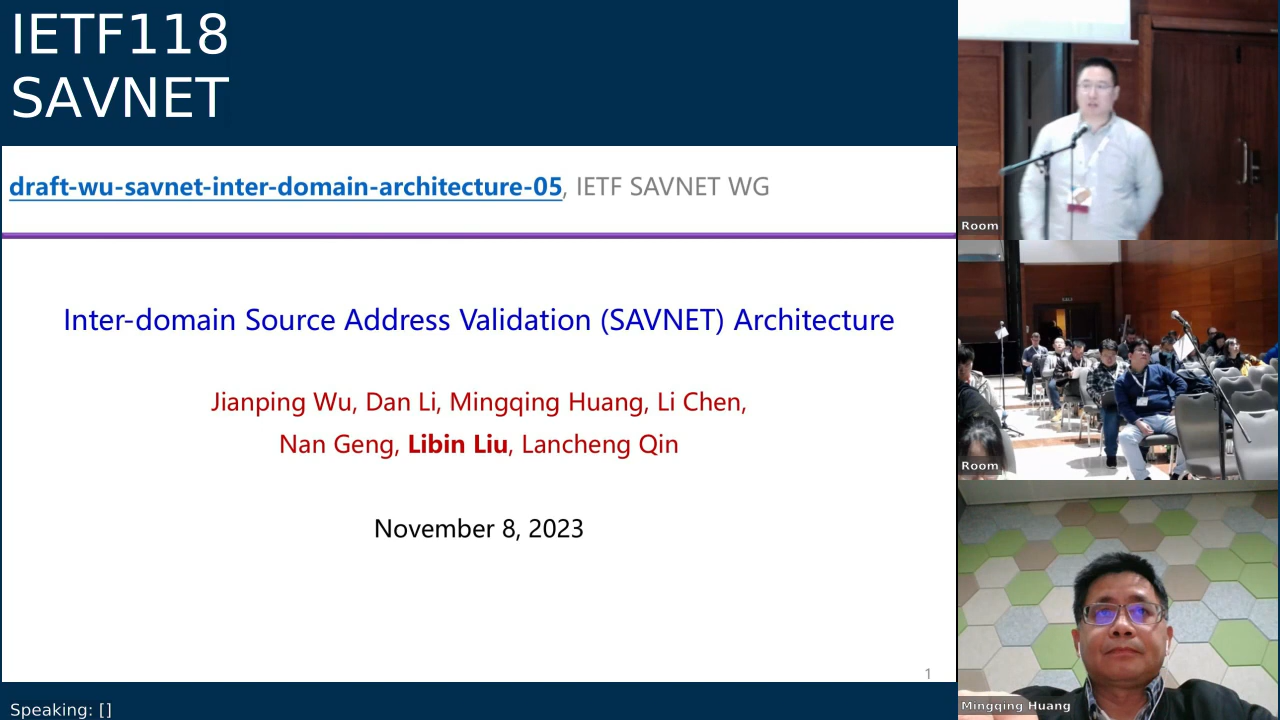 IETF118
SAVNET
draft-wu-savnet-inter-domain-architecture-05, IETF SAVNET WG
Inter-domain Source Address Validation (SAVNET) Architecture
Jianping Wu, Dan Li, Mingqing Huang, Li Chen,
Nan Geng, Libin Liu, Lancheng Qin
November 8, 2023
1
Speaking: []
Room
Room
Mingqing Huang